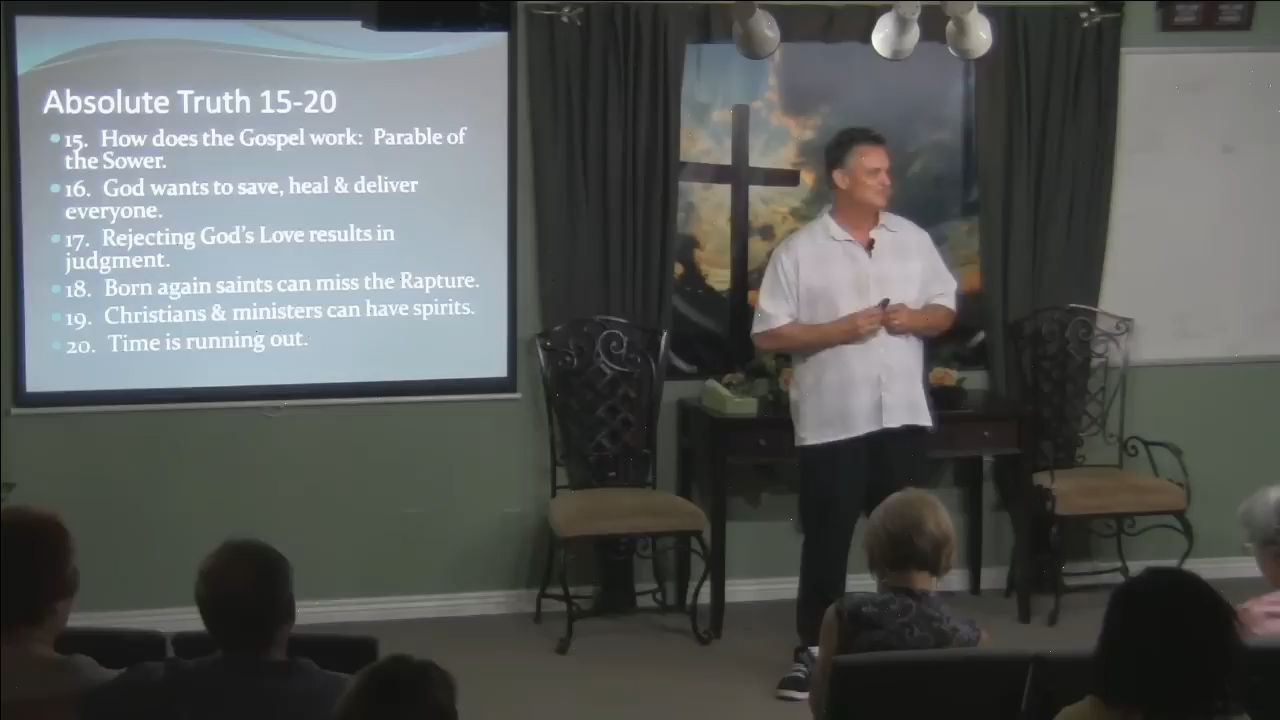 Absolute Truth 15-20
15. How does the Gospel work: Parable of
the Sower.
16. God wants to save, heal & deliver
everyone.
17. Rejecting God's Love results in
judgment.
18. Born again saints can miss the Rapture.
19. Christians & ministers can have spirits.
20. Time is running out.